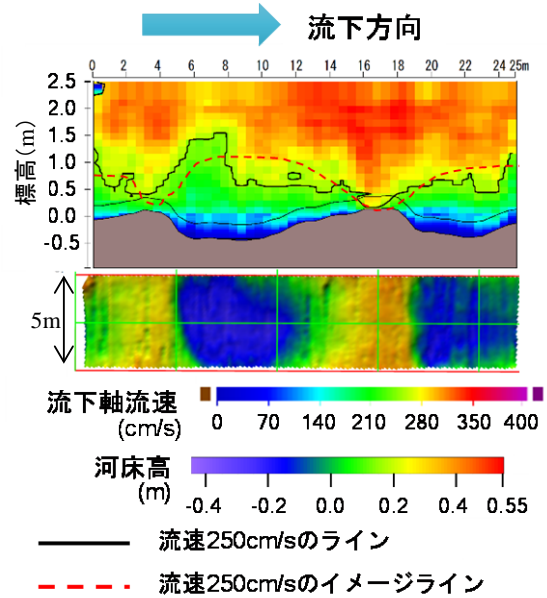 流下方向
0 2 4 6 8 10 12 14 16 18 20 22 24 25m
標高(m)
2.5
2.0
1.5
1.0
0.5
0.0
-0.5
5m
流下軸流速
(cm/s)
0 70 140 210 280 350 400
河床高
(m)
-0.4 -0.2 0.0 0.2 0.4 0.55
流速250cm/sのライン
流速250cm/sのイメージライン